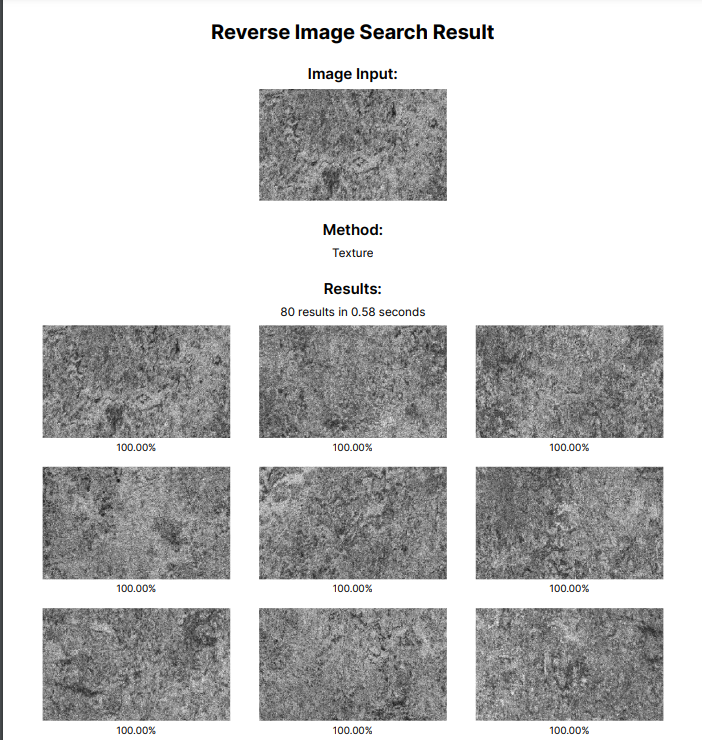 Reverse Image Search Result
Image Input:
Method:
Texture
Results:
80 results in 0.58 seconds
100.00% 100.00% 100.00%
100.00% 100.00% 100.00%
100.00% 100.00% 100.00%